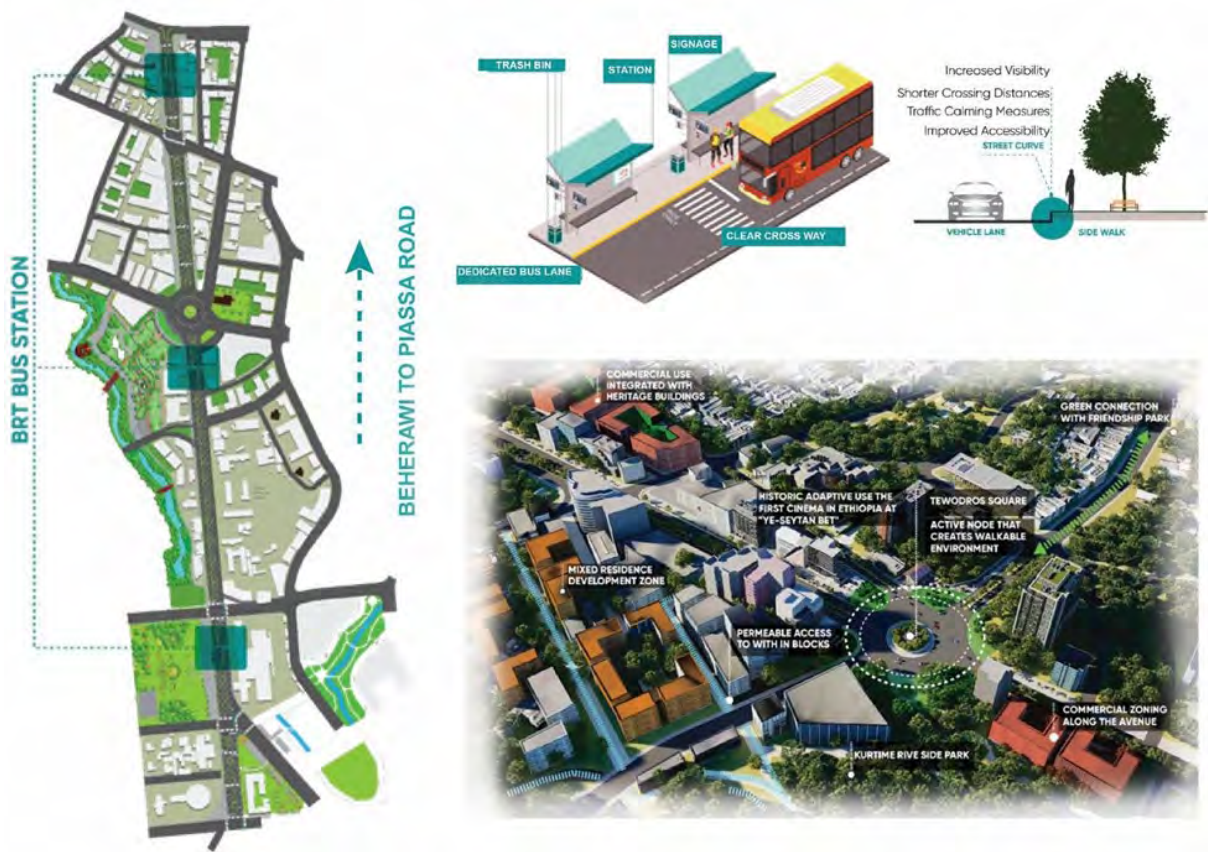 BRT BUS STATION
BEHERAWI TO PIASSA ROAD
TRASH BIN
STATION
SIGNAGE
CLEAR CROSS WAY
DEDICATED BUS LANE
Increased Visibility
Shorter Crossing Distances
Traffic Calming Measures
Improved Accessibility
STREET CURVE
VEHICLE LANE
SIDE WALK
COMMERCIAL USE
INTEGRATED WITH
HERITAGE BUILDINGS
GREEN CONNECTION
WITH FRIENDSHIP PARK
HISTORIC ADAPTIVE USE THE
FIRST CINEMA IN ETHIOPIA AT
"YE-SEYTAN BET"
TEWODROS SQUARE
ACTIVE NODE THAT
CREATES WALKABLE
ENVIRONMENT
MIXED RESIDENCE
DEVELOPMENT ZONE
PERMEABLE ACCESS
TO WITH IN BLOCKS
COMMERCIAL ZONING
ALONG THE AVENUE
KURTIME RIVE SIDE PARK